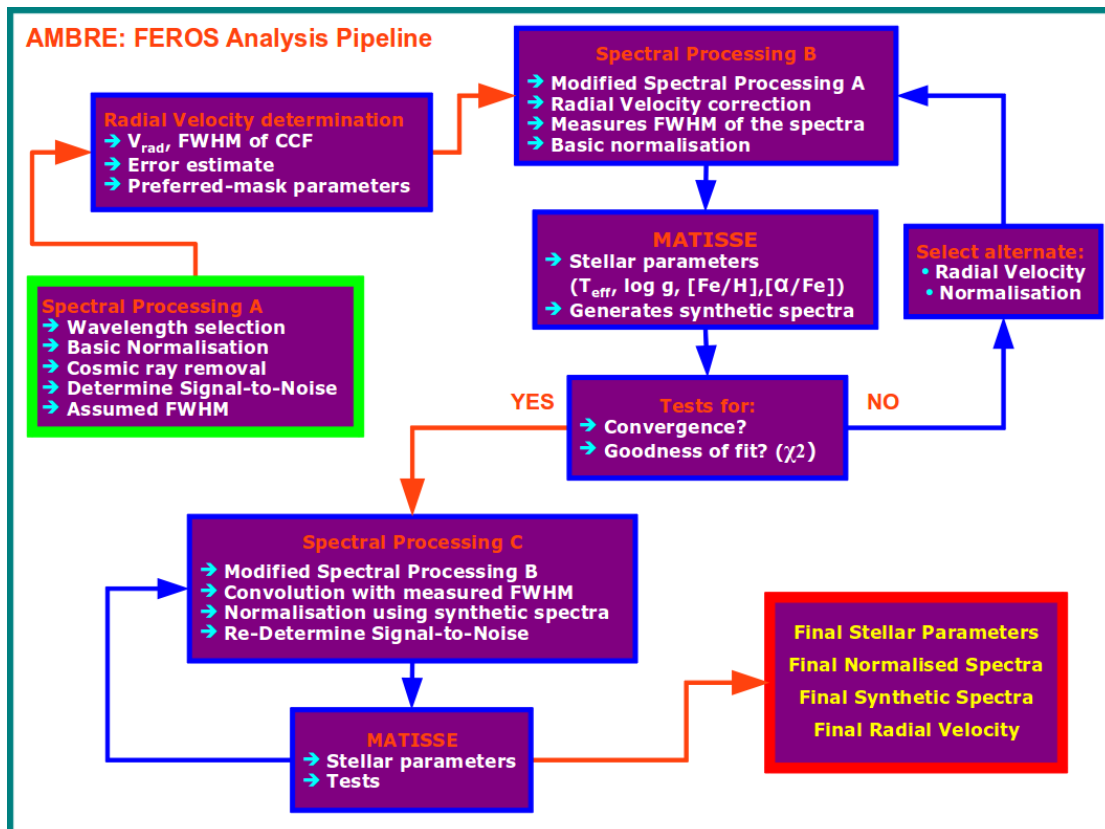 AMBRE: FEROS Analysis Pipeline
Spectral Processing A
➔ Wavelength selection
➔ Basic Normalisation
➔ Cosmic ray removal
➔ Determine Signal-to-Noise
➔ Assumed FWHM
Radial Velocity determination
➔ Vrad, FWHM of CCF
➔ Error estimate
➔ Preferred-mask parameters
Spectral Processing B
➔ Modified Spectral Processing A
➔ Radial Velocity correction
➔ Measures FWHM of the spectra
➔ Basic normalisation
MATISSE
➔ Stellar parameters
(Teff, log g, [Fe/H],[α/Fe])
➔ Generates synthetic spectra
Tests for:
➔ Convergence?
➔ Goodness of fit? (χ2)
NO
Select alternate:
• Radial Velocity
• Normalisation
YES
Spectral Processing C
➔ Modified Spectral Processing B
➔ Convolution with measured FWHM
➔ Normalisation using synthetic spectra
➔ Re-Determine Signal-to-Noise
MATISSE
➔ Stellar parameters
➔ Tests
Final Stellar Parameters
Final Normalised Spectra
Final Synthetic Spectra
Final Radial Velocity